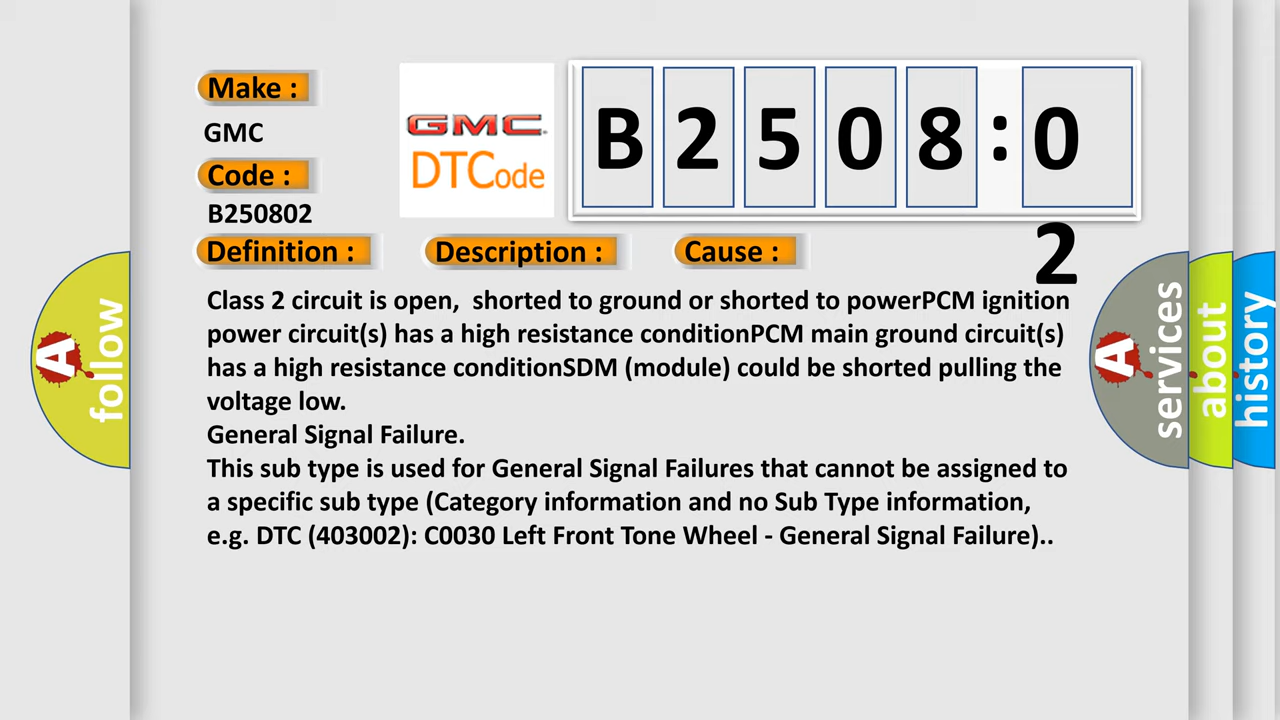 Make :
GMC
Code :
B250802
GMC
DTCode
B2508:0
2
Definition :
Description :
Cause :
Class 2 circuit is open,  shorted to ground or shorted to powerPCM ignition
power circuit(s) has a high resistance conditionPCM main ground circuit(s)
has a high resistance conditionSDM (module) could be shorted pulling the
voltage low.
General Signal Failure.
This sub type is used for General Signal Failures that cannot be assigned to
a specific sub type (Category information and no Sub Type information,
e.g. DTC (403002): C0030 Left Front Tone Wheel - General Signal Failure)..
A
follow
A
services
about
history